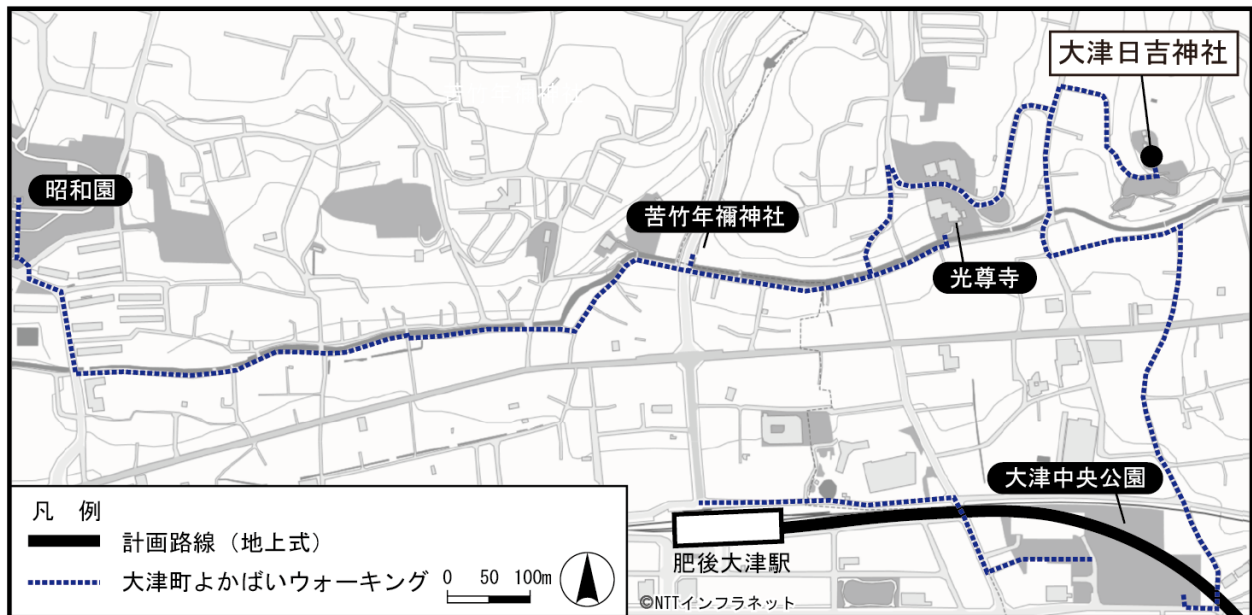 大津日吉神社
昭和園
苦竹年禰神社
光尊寺
大津中央公園
肥後大津駅
凡 例
計画路線（地上式）
大津町よかばいウォーキング
0 50 100m
©NTTインフラネット